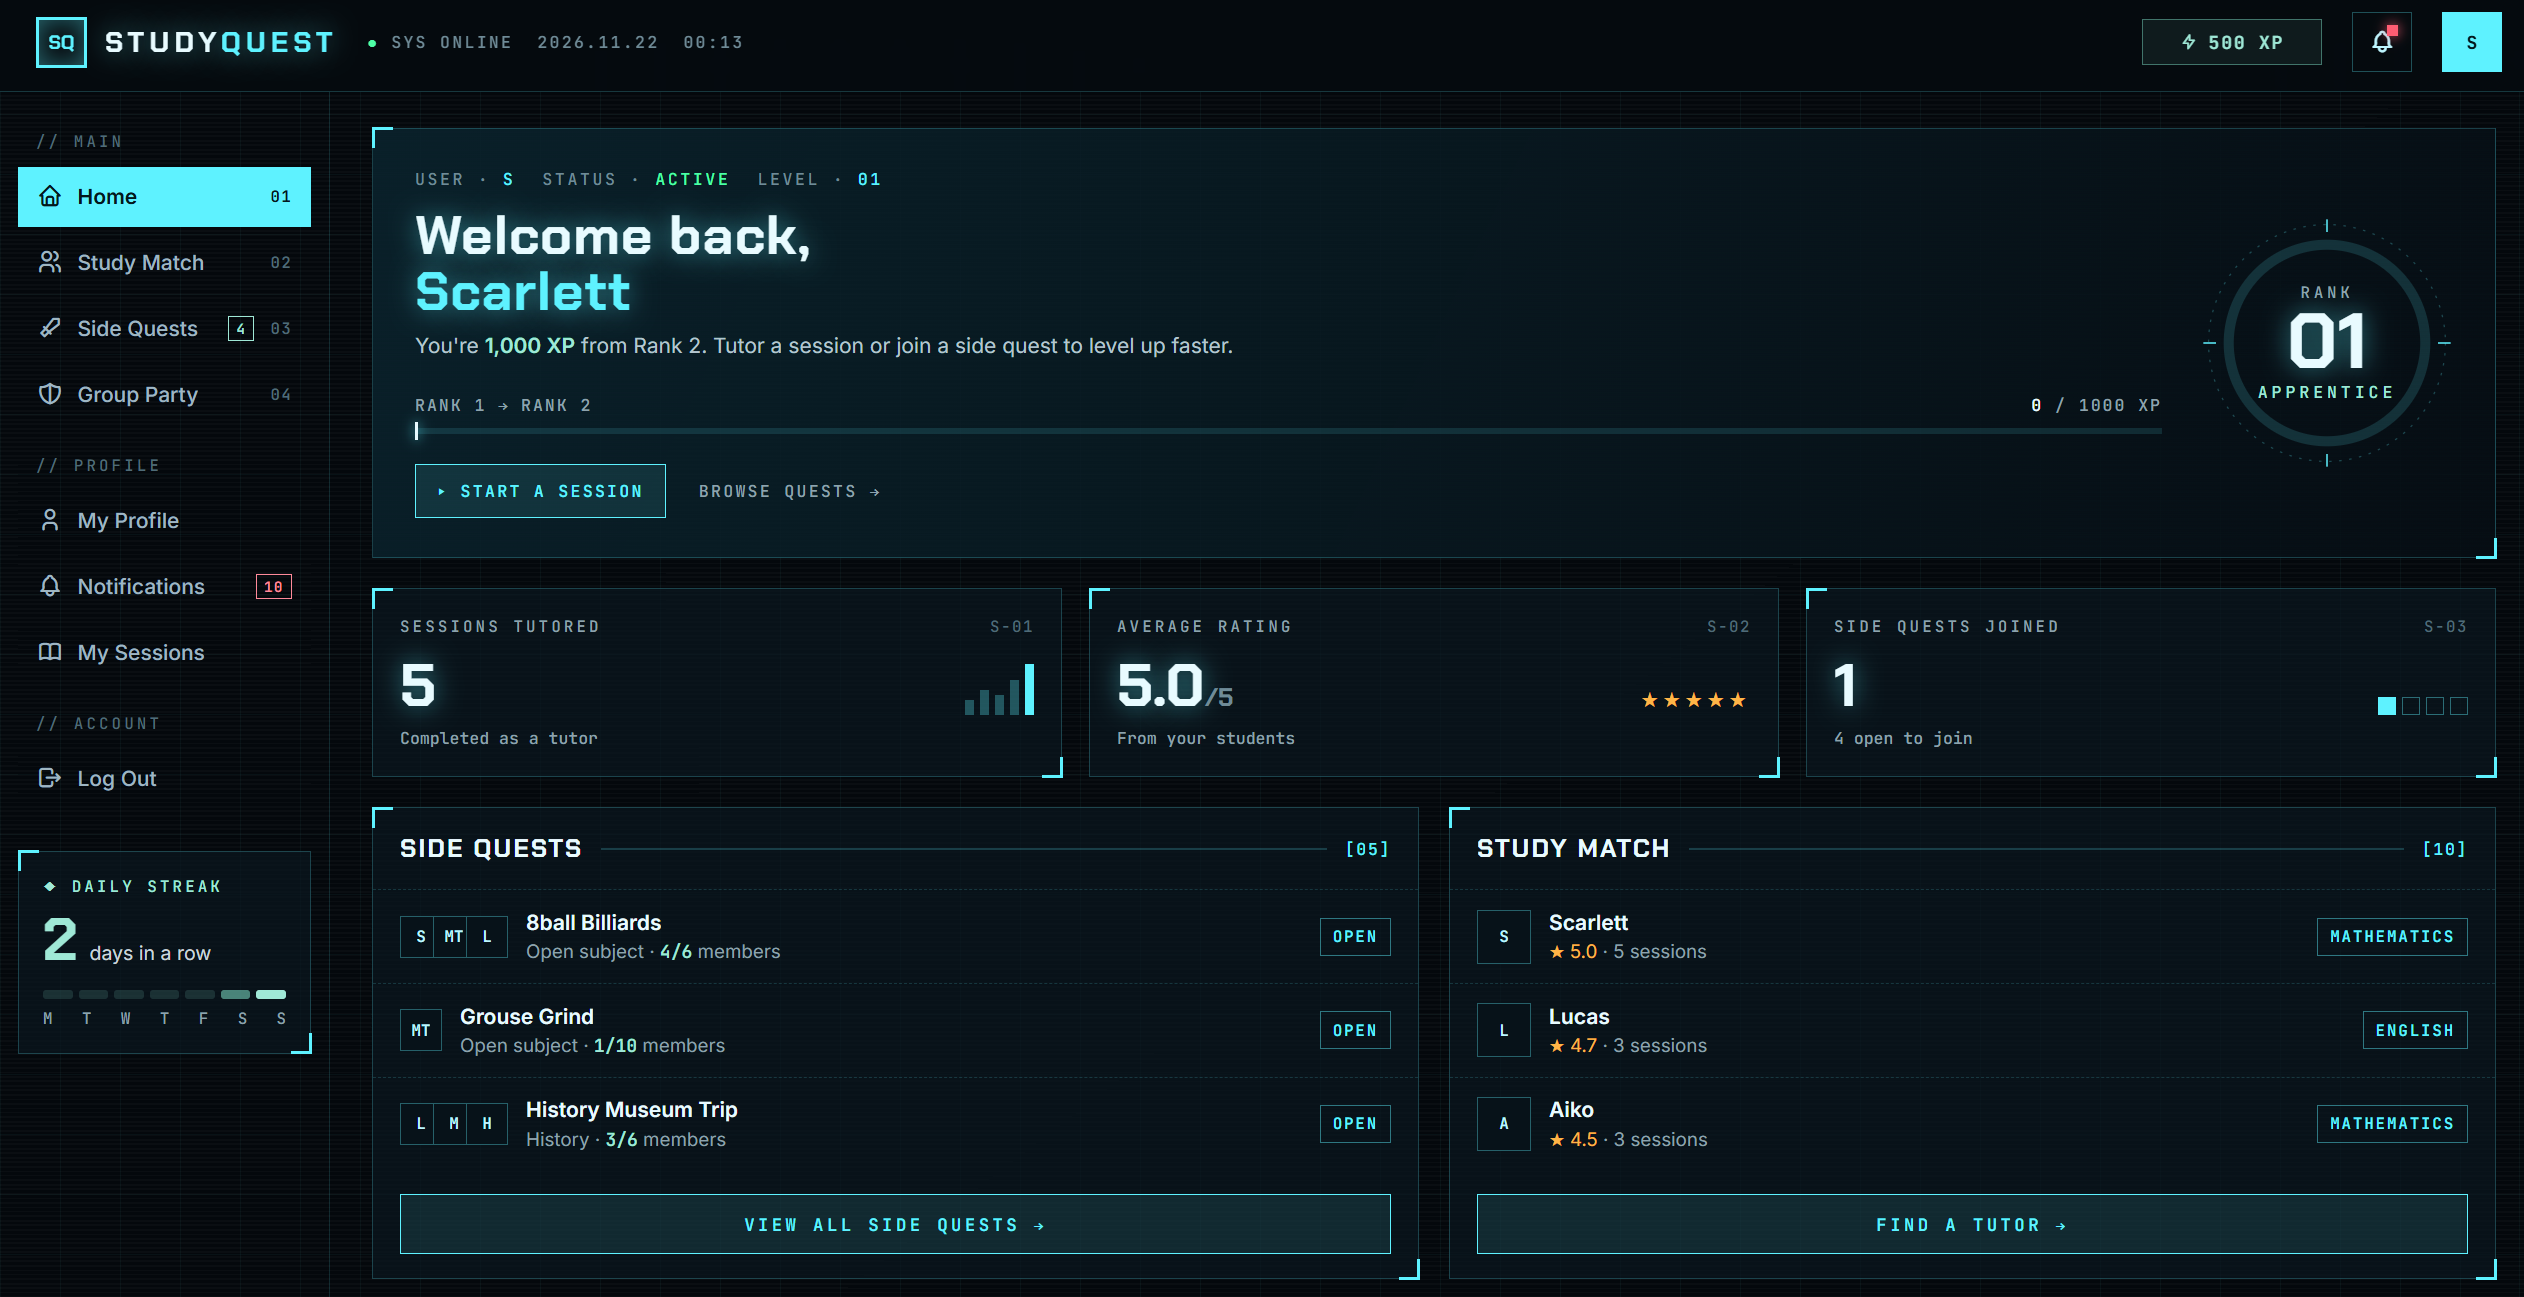 SQ STUDYQUEST SYS ONLINE 2026.11.22 00:13 500 XP S
// MAIN
Home 01
Study Match 02
Side Quests 4 03
Group Party 04
// PROFILE
My Profile
Notifications 10
My Sessions
// ACCOUNT
Log Out
◆ DAILY STREAK
2 days in a row
M T W T F S S
USER · S STATUS · ACTIVE LEVEL · 01
Welcome back,
Scarlett
You're 1,000 XP from Rank 2. Tutor a session or join a side quest to level up faster.
RANK 1 → RANK 2 0 / 1000 XP
▸ START A SESSION BROWSE QUESTS →
RANK
01
APPRENTICE
SESSIONS TUTORED S-01
5
Completed as a tutor
AVERAGE RATING S-02
5.0/5 ★★★★★
From your students
SIDE QUESTS JOINED S-03
1
4 open to join
SIDE QUESTS [05]
S MT L 8ball Billiards OPEN
Open subject · 4/6 members
MT Grouse Grind OPEN
Open subject · 1/10 members
L M H History Museum Trip OPEN
History · 3/6 members
VIEW ALL SIDE QUESTS →
STUDY MATCH [10]
S Scarlett MATHEMATICS
★ 5.0 · 5 sessions
L Lucas ENGLISH
★ 4.7 · 3 sessions
A Aiko MATHEMATICS
★ 4.5 · 3 sessions
FIND A TUTOR →